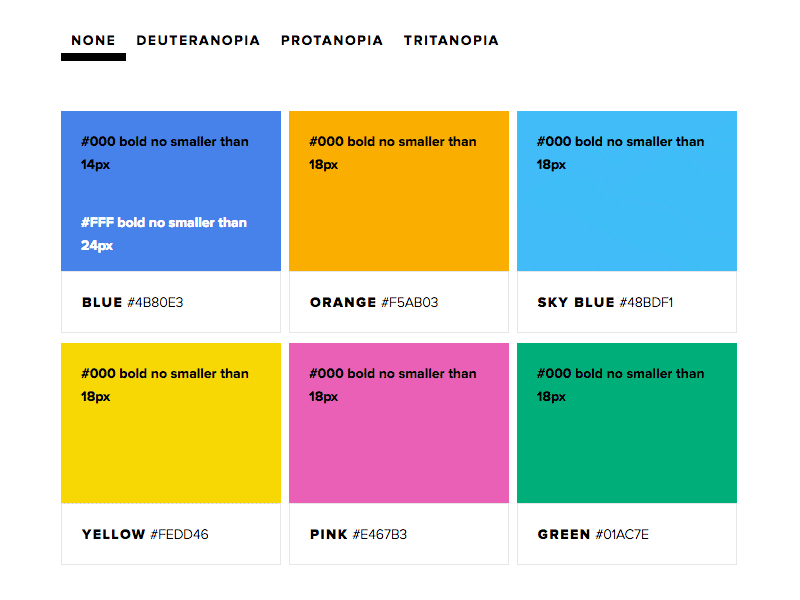 NONE DEUTERANOPIA PROTANOPIA TRITANOPIA
#000 bold no smaller than
14px
#FFF bold no smaller than
24px
BLUE #4B80E3
#000 bold no smaller than
18px
ORANGE #F5AB03
#000 bold no smaller than
18px
SKY BLUE #48BDF1
#000 bold no smaller than
18px
YELLOW #FEDD46
#000 bold no smaller than
18px
PINK #E467B3
#000 bold no smaller than
18px
GREEN #01AC7E